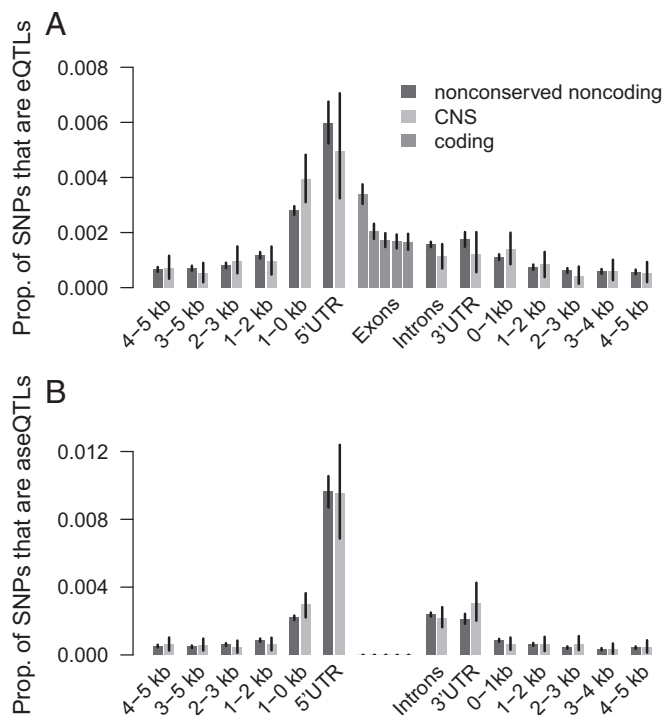 A
Prop. of SNPs that are eQTLs
0.008
0.006
0.004
0.002
0.000
nonconserved noncoding
CNS
coding
4−5 kb
3−5 kb
2−3 kb
1−2 kb
1−0 kb
5'UTR
Exons
Introns
3'UTR
0−1kb
1−2 kb
2−3 kb
3−4 kb
4−5 kb
B
Prop. of SNPs that are aseQTLs
0.012
0.008
0.004
0.000
4−5 kb
3−5 kb
2−3 kb
1−2 kb
1−0 kb
5'UTR
Introns
3'UTR
0−1kb
1−2 kb
2−3 kb
3−4 kb
4−5 kb